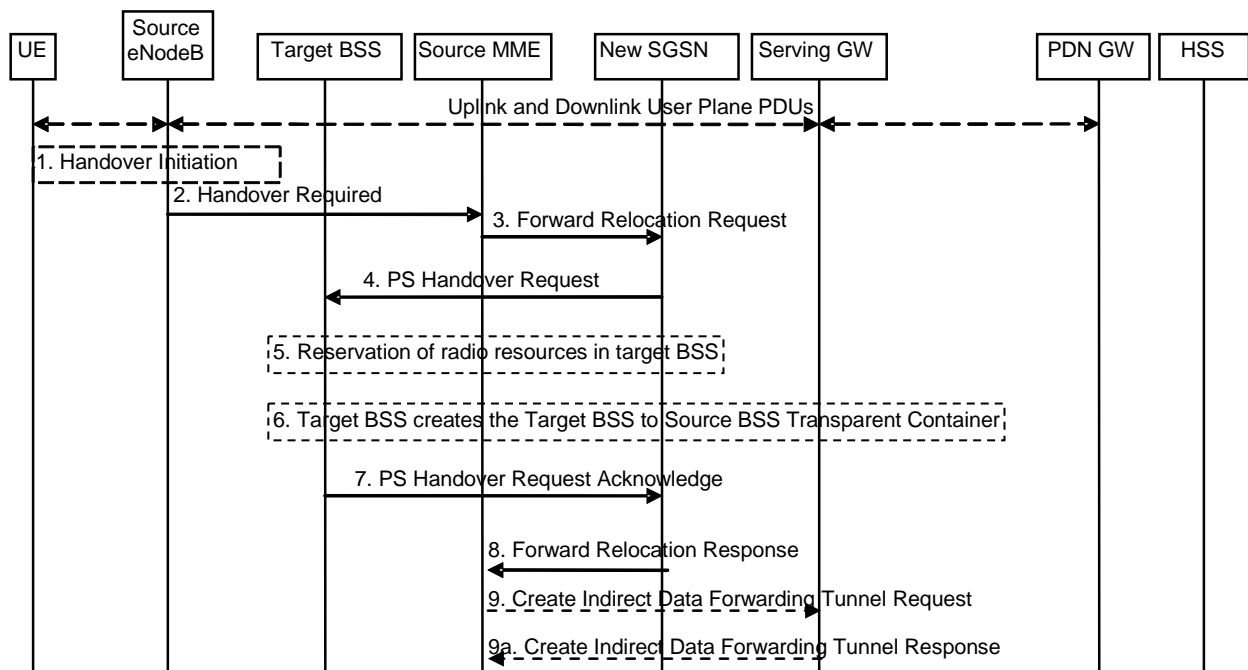 UE
Source
eNodeB
Target BSS
Source MME
New SGSN
Serving GW
PDN GW
HSS
Uplink and Downlink User Plane PDUs
1. Handover Initiation
2. Handover Required
3. Forward Relocation Request
4. PS Handover Request
5. Reservation of radio resources in target BSS
6. Target BSS creates the Target BSS to Source BSS Transparent Container
7. PS Handover Request Acknowledge
8. Forward Relocation Response
9. Create Indirect Data Forwarding Tunnel Request
9a. Create Indirect Data Forwarding Tunnel Response